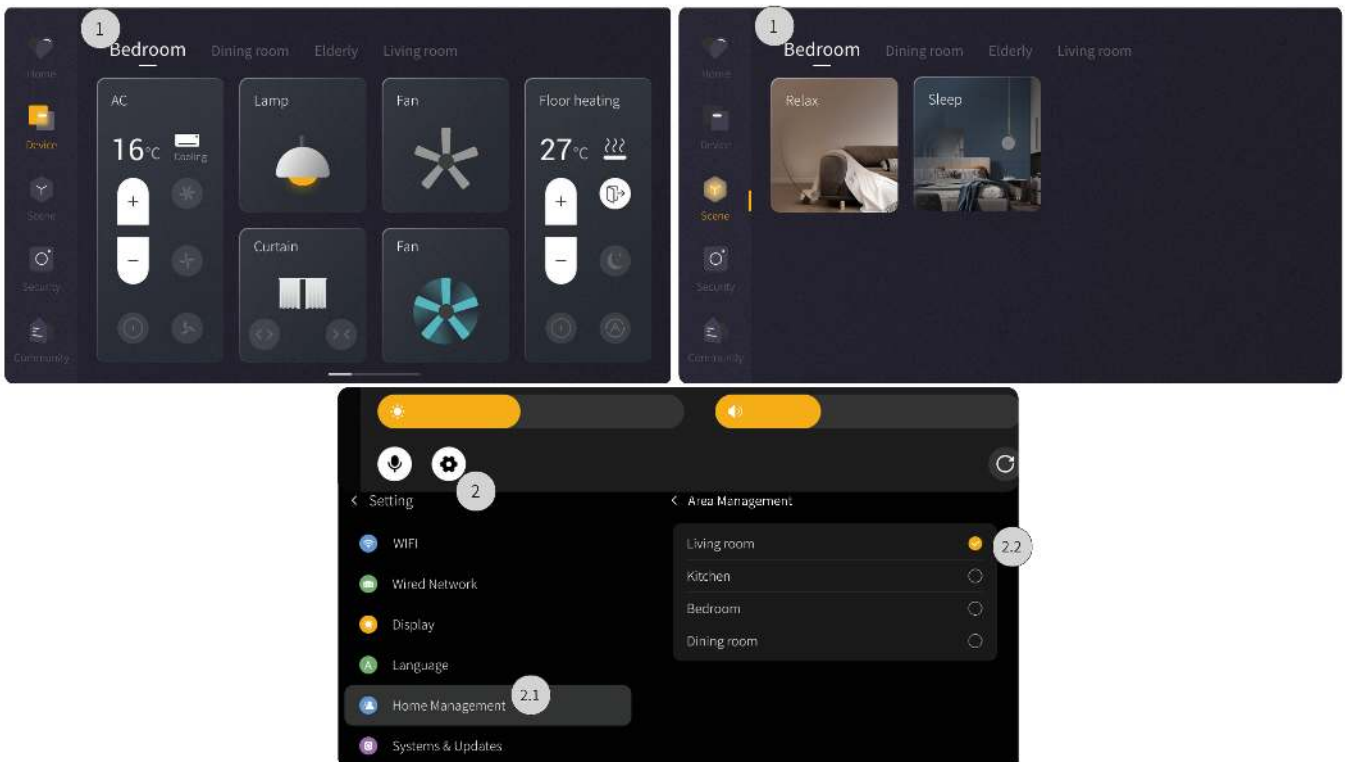 1
Bedroom Dining room Elderly Living room
Home
Device
Scene
Security
Community
AC
16°C
Cooling
+
−
Lamp
Fan
Curtain
Fan
Floor heating
27°C
+
−
1
Bedroom Dining room Elderly Living room
Home
Device
Scene
Security
Community
Relax
Sleep
2
< Setting
WIFI
Wired Network
Display
A Language
Home Management 2.1
Systems & Updates
< Area Management
Living room 2.2
Kitchen
Bedroom
Dining room